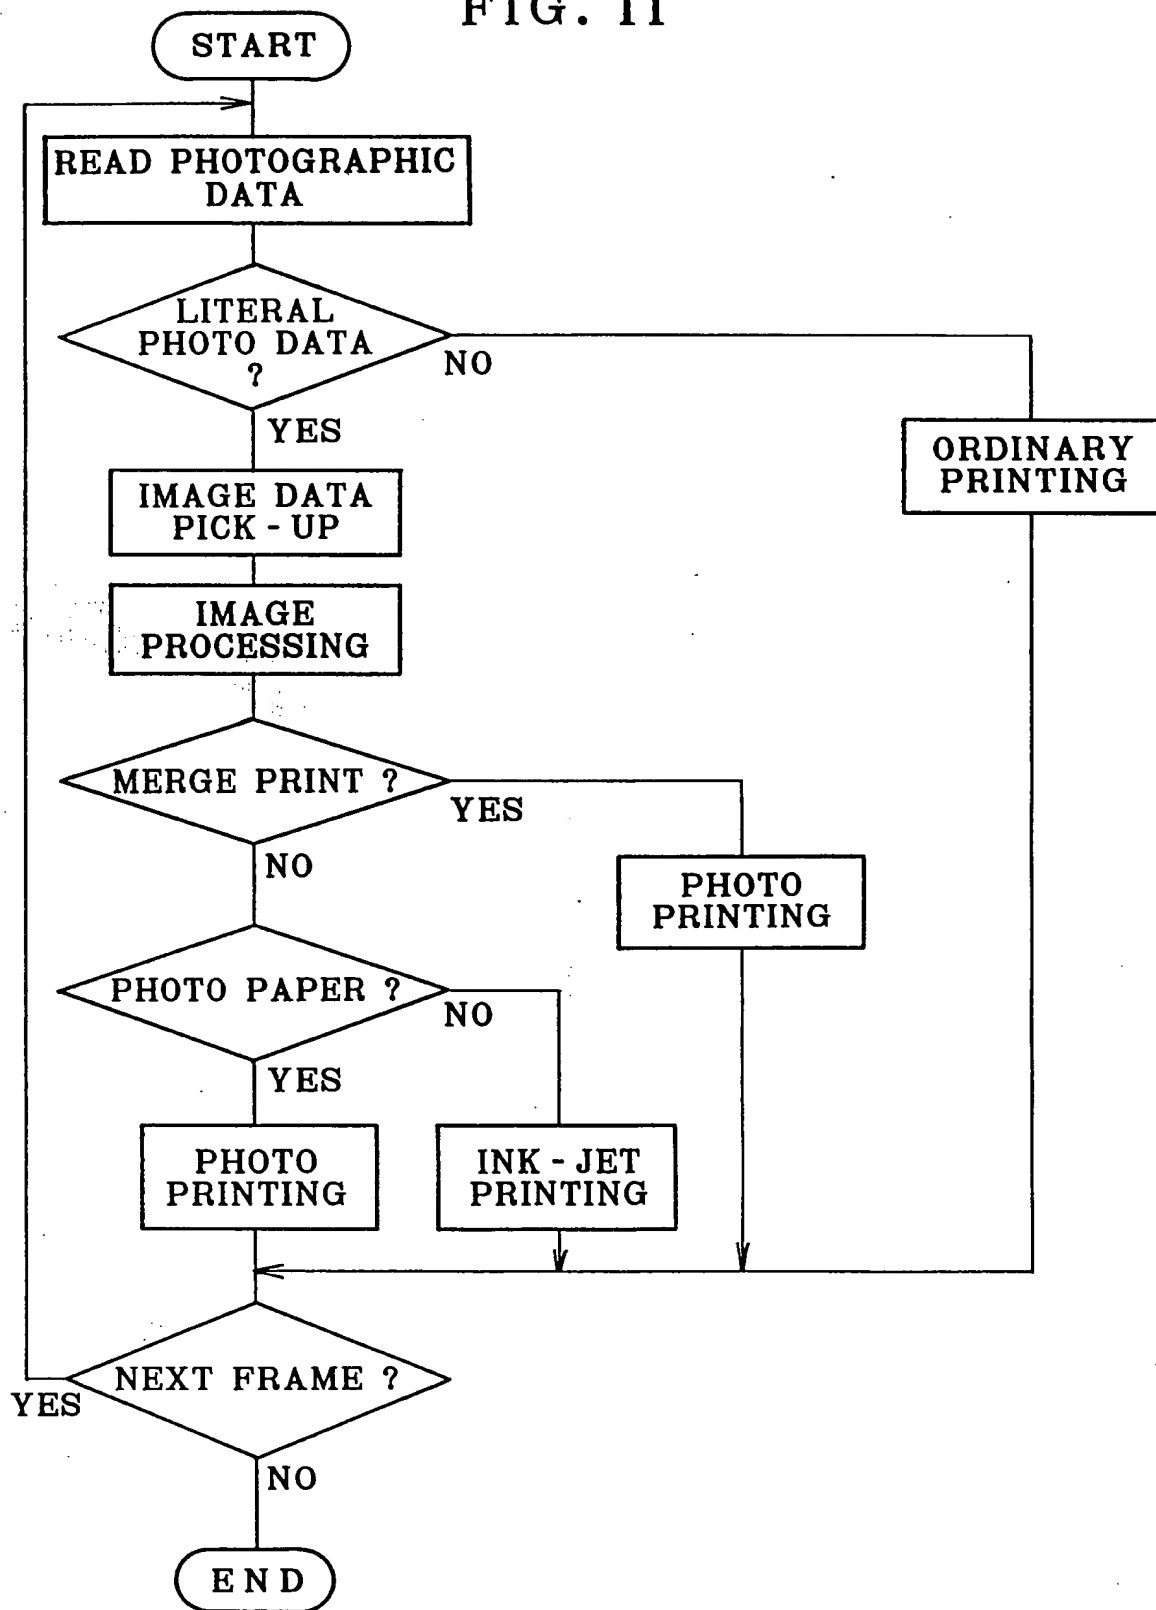 FIG. 11
START
READ PHOTOGRAPHIC
DATA
LITERAL
PHOTO DATA
?
NO
YES
ORDINARY
PRINTING
IMAGE DATA
PICK - UP
IMAGE
PROCESSING
MERGE PRINT ?
YES
NO
PHOTO
PRINTING
PHOTO PAPER ?
NO
YES
PHOTO
PRINTING
INK - JET
PRINTING
NEXT FRAME ?
YES
NO
END